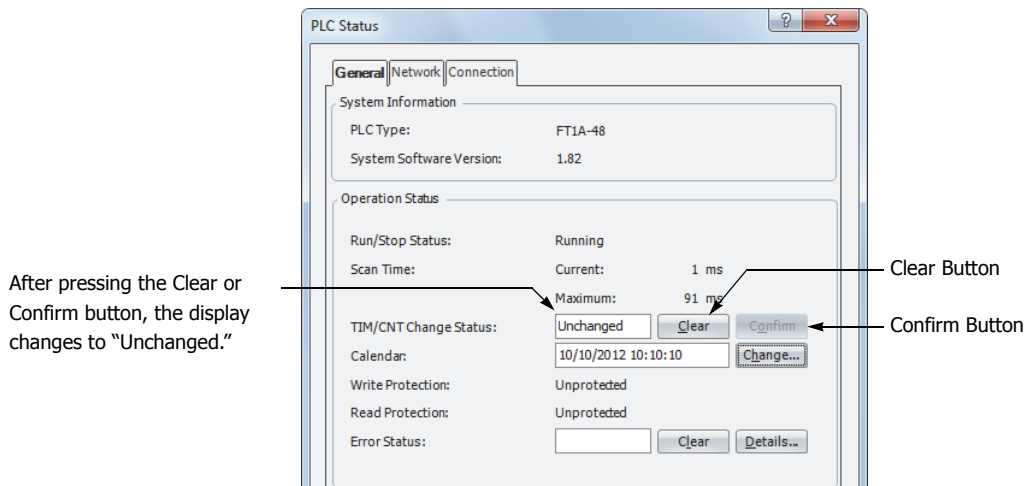 PLC Status
?
X
General Network Connection
System Information
PLC Type: FT1A-48
System Software Version: 1.82
Operation Status
Run/Stop Status: Running
Scan Time: Current: 1 ms
Maximum: 91 ms
TIM/CNT Change Status: Unchanged Clear Confirm
Calendar: 10/10/2012 10:10:10 Change...
Write Protection: Unprotected
Read Protection: Unprotected
Error Status: Clear Details...
After pressing the Clear or
Confirm button, the display
changes to “Unchanged.”
Clear Button
Confirm Button